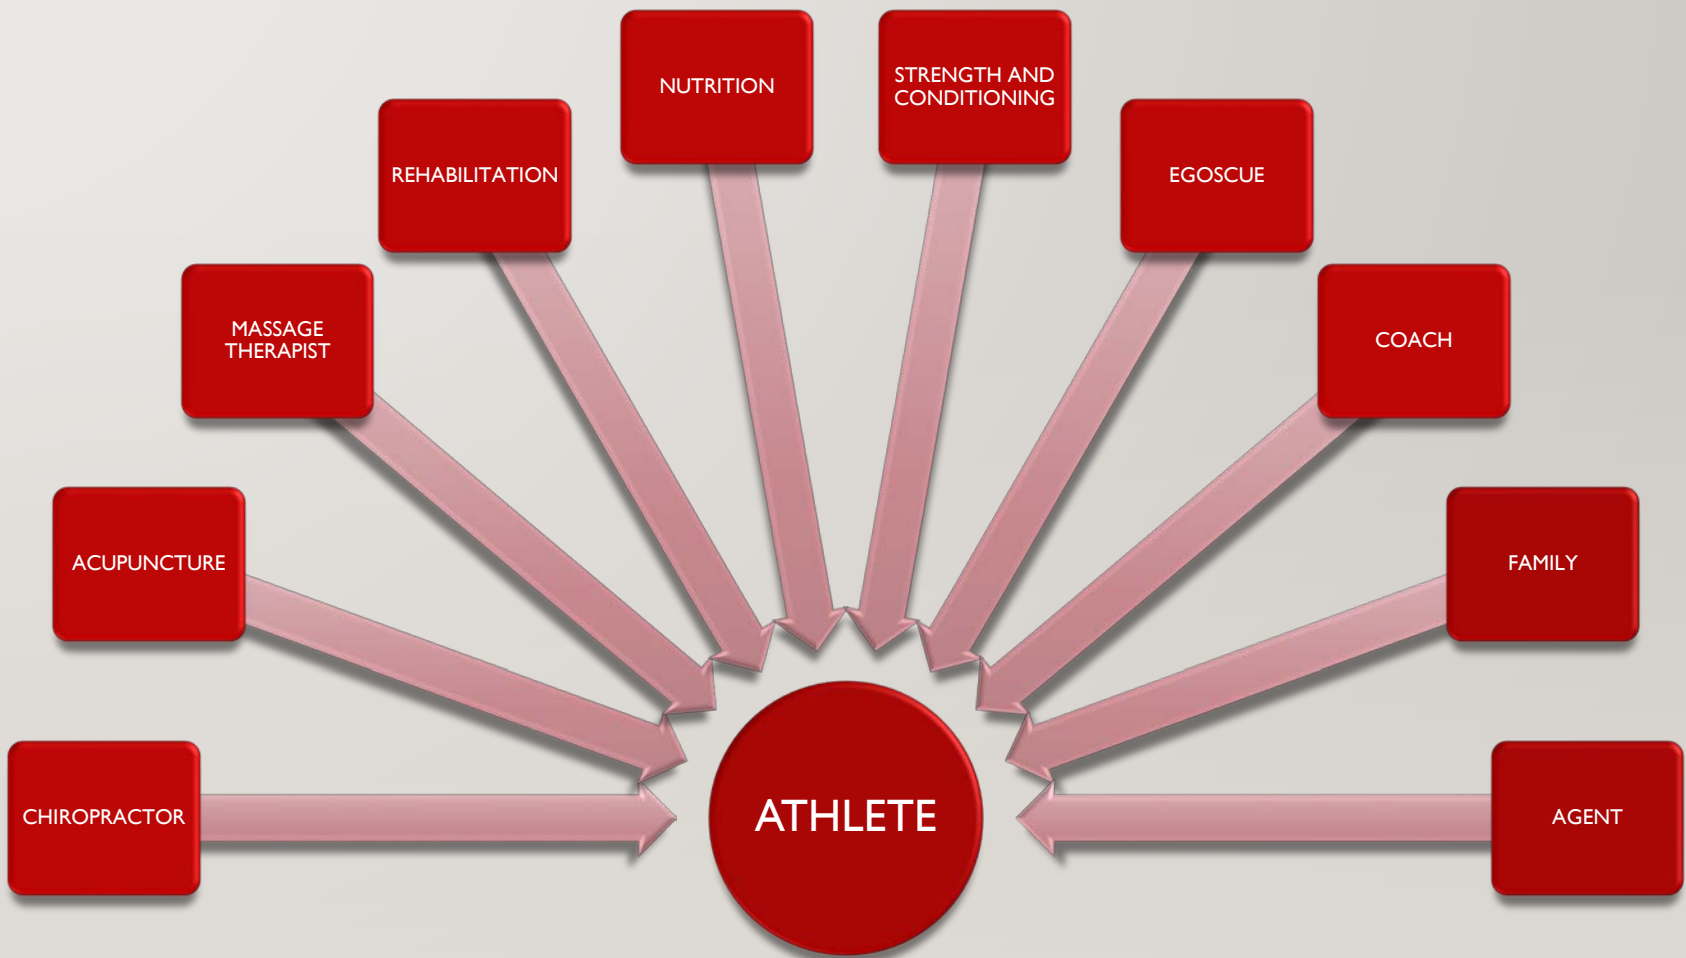 NUTRITION
STRENGTH AND
CONDITIONING
REHABILITATION
EGOSCUE
MASSAGE
THERAPIST
COACH
ACUPUNCTURE
FAMILY
CHIROPRACTOR
ATHLETE
AGENT